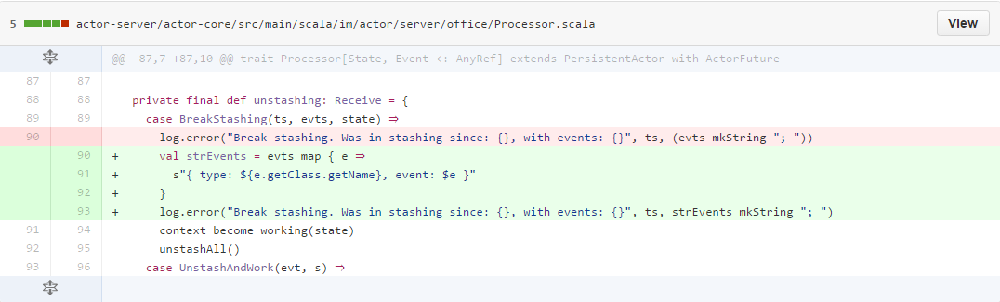 5 actor-server/actor-core/src/main/scala/im/actor/server/office/Processor.scala View
@@ -87,7 +87,10 @@ trait Processor[State, Event <: AnyRef] extends PersistentActor with ActorFuture
87 87
88 88 private final def unstashing: Receive = {
89 89 case BreakStashing(ts, evts, state) ⇒
90 - log.error("Break stashing. Was in stashing since: {}, with events: {}", ts, (evts mkString "; "))
90 + val strEvents = evts map { e ⇒
91 + s"{ type: ${e.getClass.getName}, event: $e }"
92 + }
93 + log.error("Break stashing. Was in stashing since: {}, with events: {}", ts, strEvents mkString "; ")
91 94 context become working(state)
92 95 unstashAll()
93 96 case UnstashAndWork(evt, s) ⇒